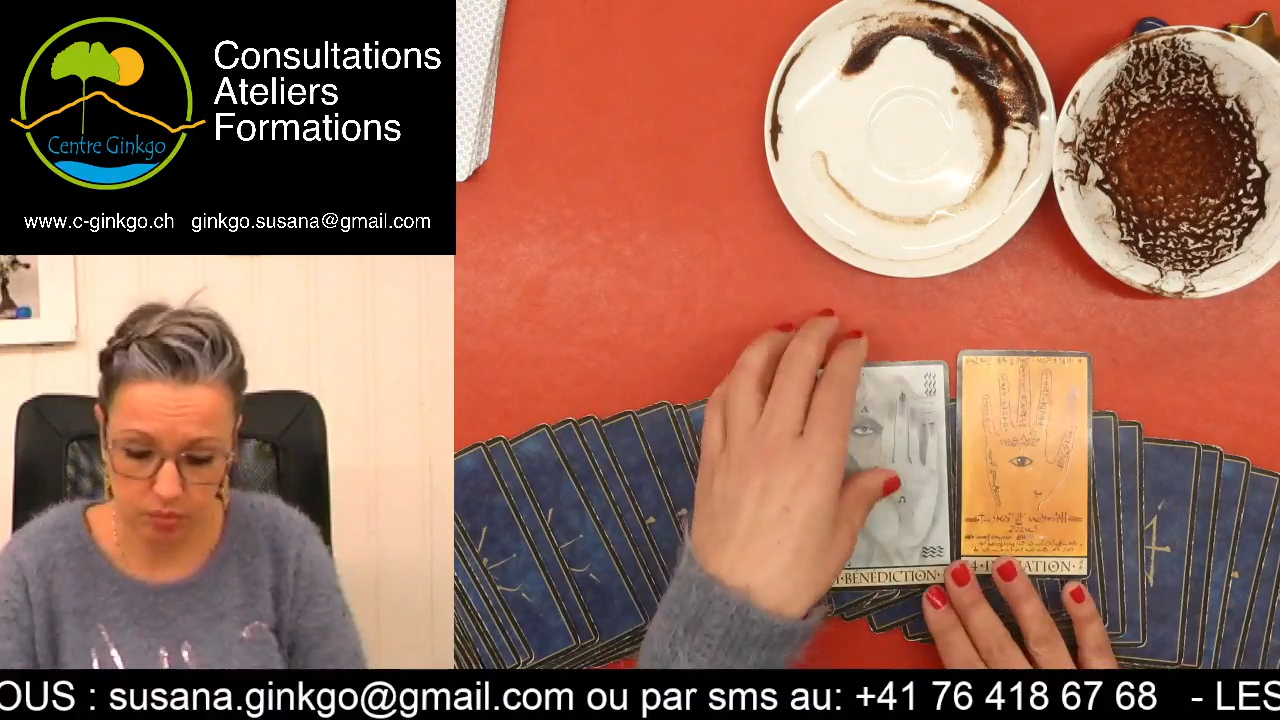 Consultations
Ateliers
Formations
Centre Ginkgo
www.c-ginkgo.ch ginkgo.susana@gmail.com
BENEDICTION
OUS : susana.ginkgo@gmail.com ou par sms au: +41 76 418 67 68 - LES